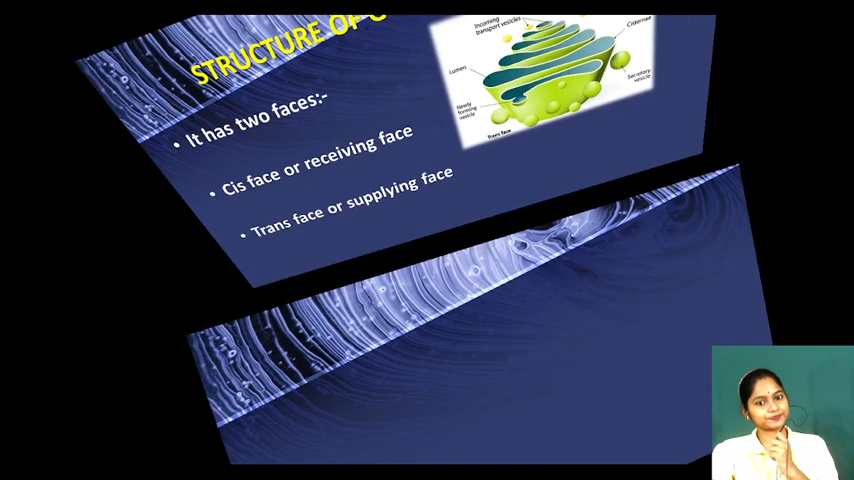 STRUCTURE OF
• It has two faces:-
• Cis face or receiving face
• Trans face or supplying face
Incoming
transport vesicles
Cisternae
Lumen
Secretory
vesicle
Newly
forming
vesicle
Trans face